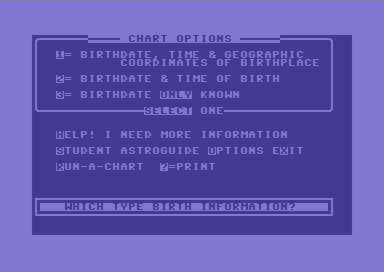 CHART OPTIONS
1= BIRTHDATE, TIME & GEOGRAPHIC
COORDINATES OF BIRTHPLACE
2= BIRTHDATE & TIME OF BIRTH
3= BIRTHDATE ONLY KNOWN
SELECT ONE
HELP! I NEED MORE INFORMATION
STUDENT ASTROGUIDE OPTIONS EXIT
RUN-A-CHART ?=PRINT
WHICH TYPE BIRTH INFORMATION?